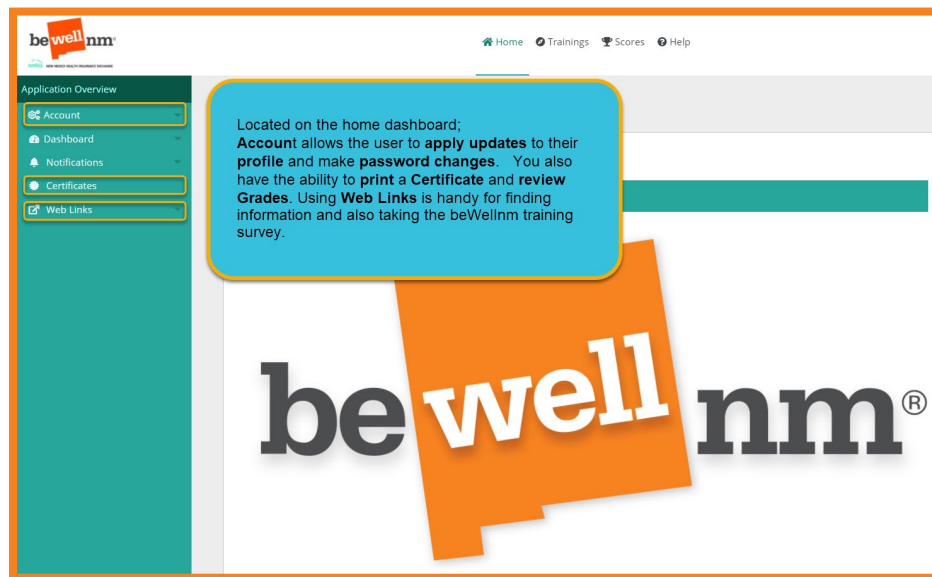 be well nm®
NEW MEXICO HEALTH INSURANCE EXCHANGE
Home Trainings Scores Help
Application Overview
Account
Dashboard
Notifications
Certificates
Web Links
Located on the home dashboard;
Account allows the user to apply updates to their
profile and make password changes. You also
have the ability to print a Certificate and review
Grades. Using Web Links is handy for finding
information and also taking the beWellnm training
survey.
be well nm®